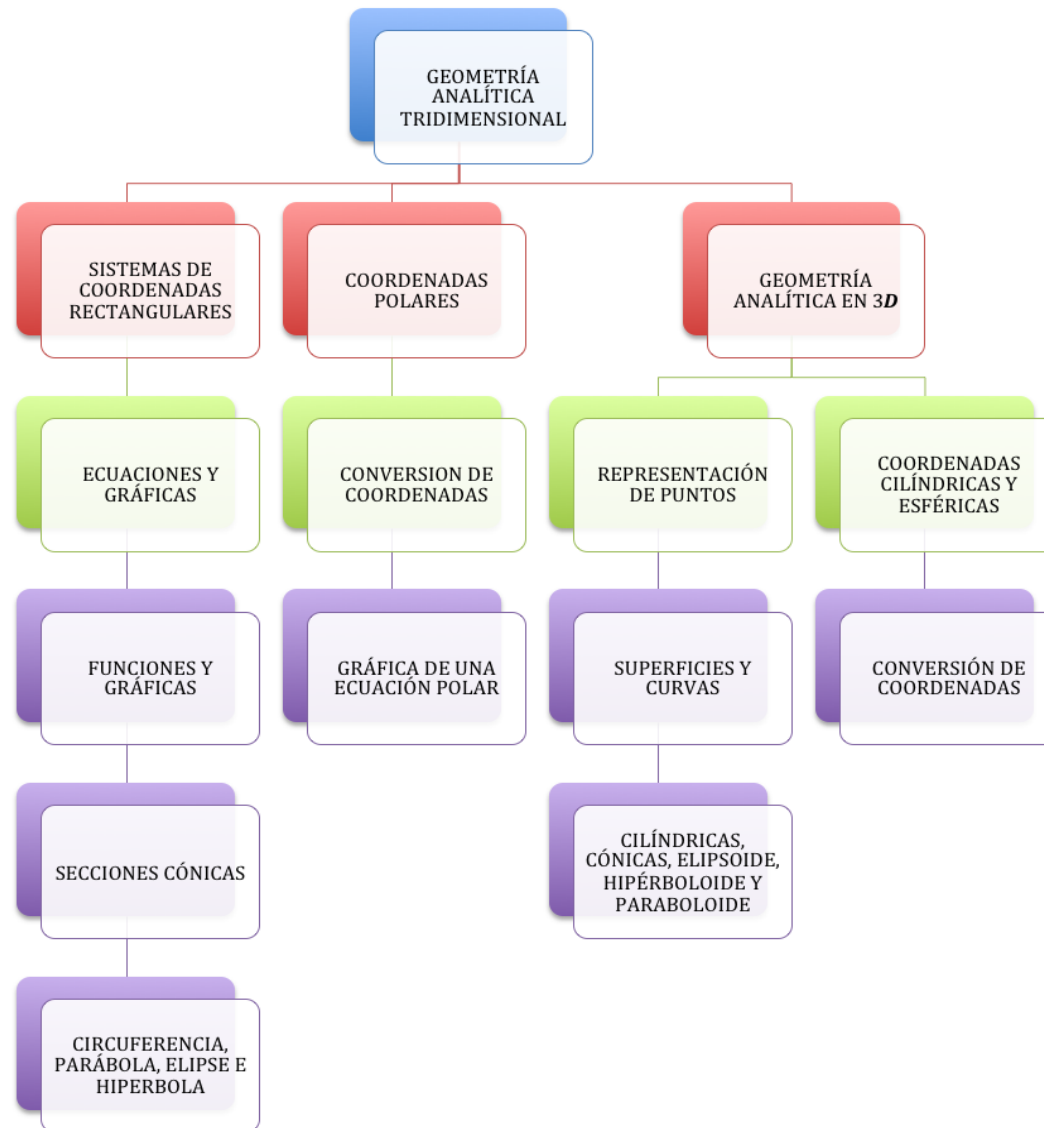 GEOMETRÍA
ANALÍTICA
TRIDIMENSIONAL
SISTEMAS DE
COORDENADAS
RECTANGULARES
COORDENADAS
POLARES
GEOMETRÍA
ANALÍTICA EN 3D
ECUACIONES Y
GRÁFICAS
CONVERSION DE
COORDENADAS
REPRESENTACIÓN
DE PUNTOS
COORDENADAS
CILÍNDRICAS Y
ESFÉRICAS
FUNCIONES Y
GRÁFICAS
GRÁFICA DE UNA
ECUACIÓN POLAR
SUPERFICIES Y
CURVAS
CONVERSIÓN DE
COORDENADAS
SECCIONES CÓNICAS
CILÍNDRICAS,
CÓNICAS, ELIPSOIDE,
HIPÉRBOLOIDE Y
PARABOLOIDE
CIRCUFERENCIA,
PARÁBOLA, ELIPSE E
HIPERBOLA